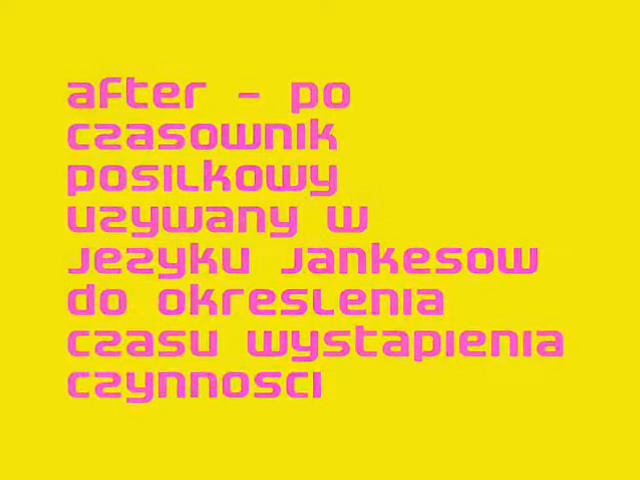 after - po
czasownik
posilkowy
uzywany w
jezyku jankesow
do okreslenia
czasu wystapienia
czynnosci